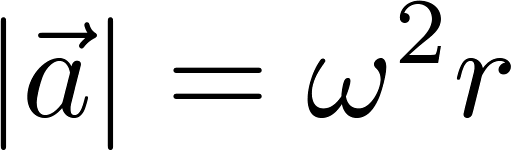 |a⃗| = ω²r